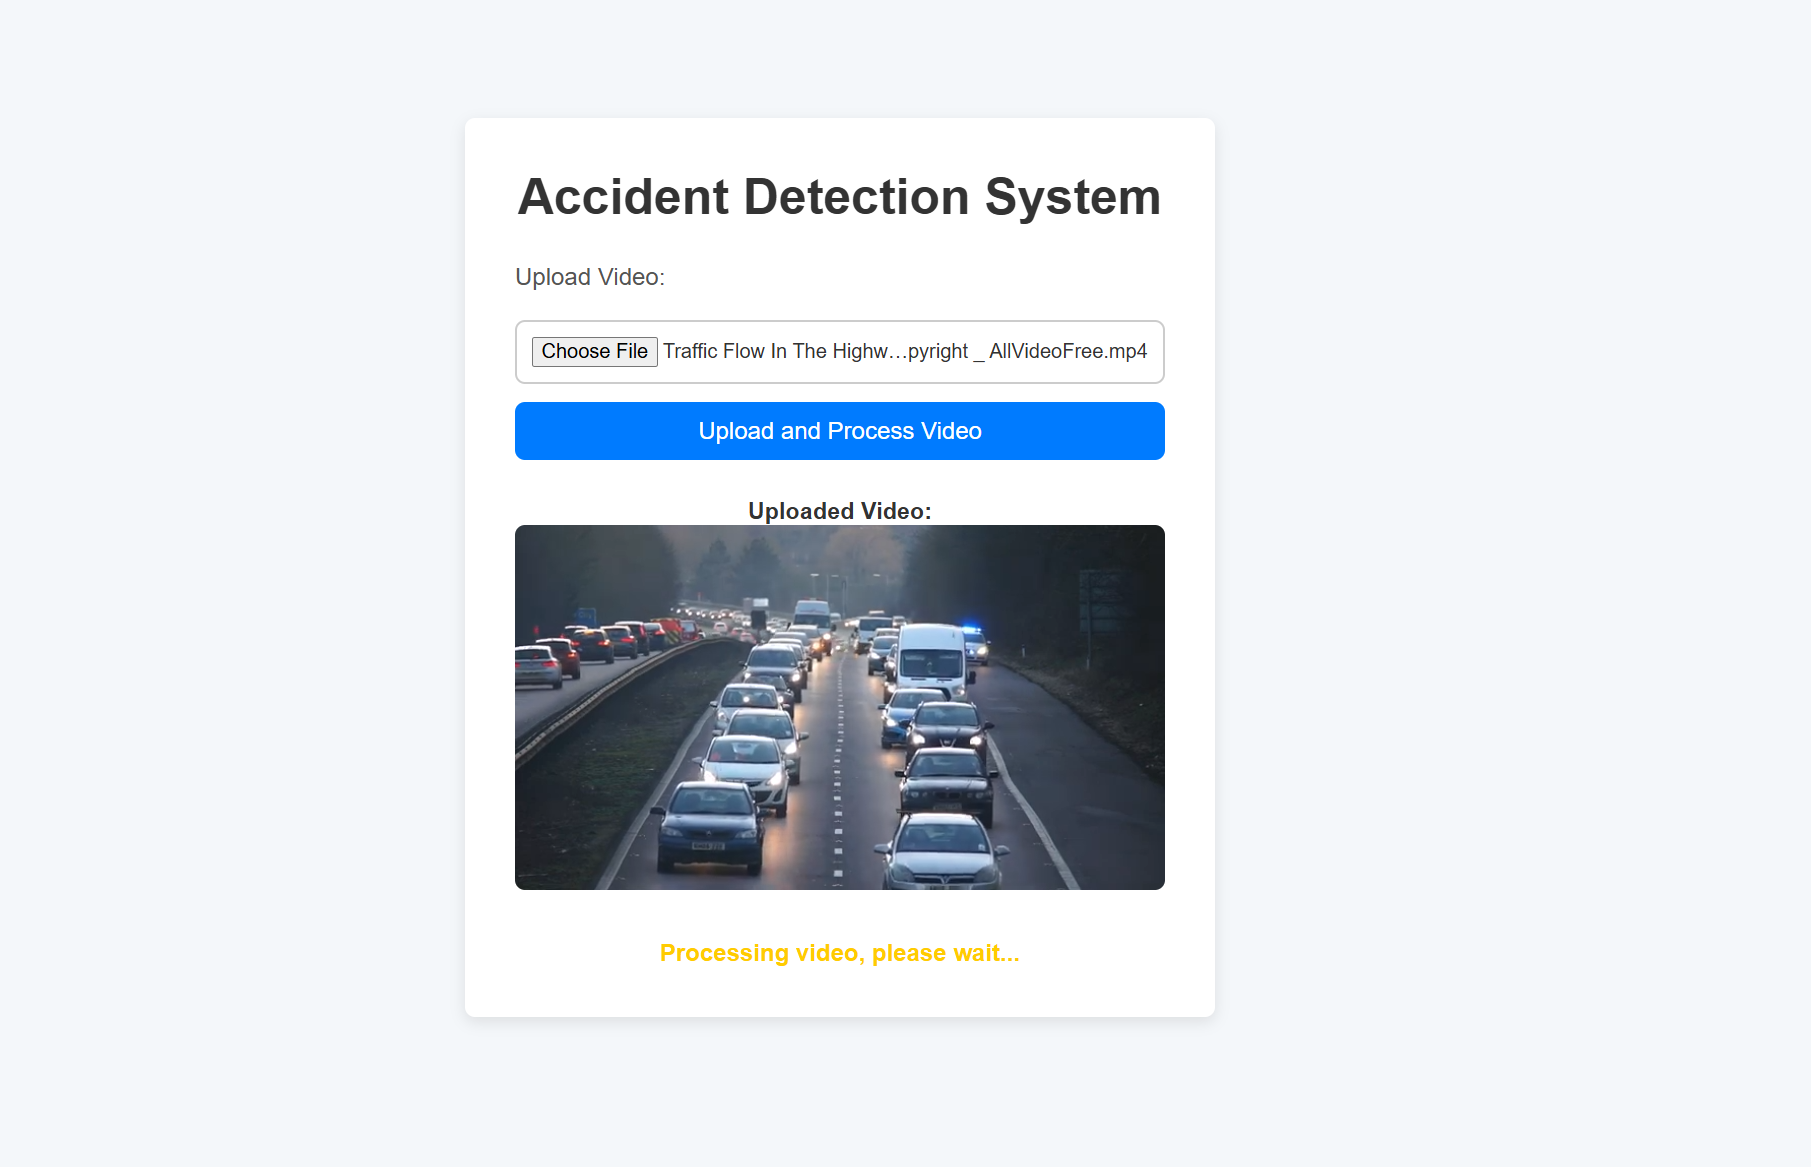 Accident Detection System
Upload Video:
Choose File Traffic Flow In The Highw...pyright _ AllVideoFree.mp4
Upload and Process Video
Uploaded Video:
Processing video, please wait...